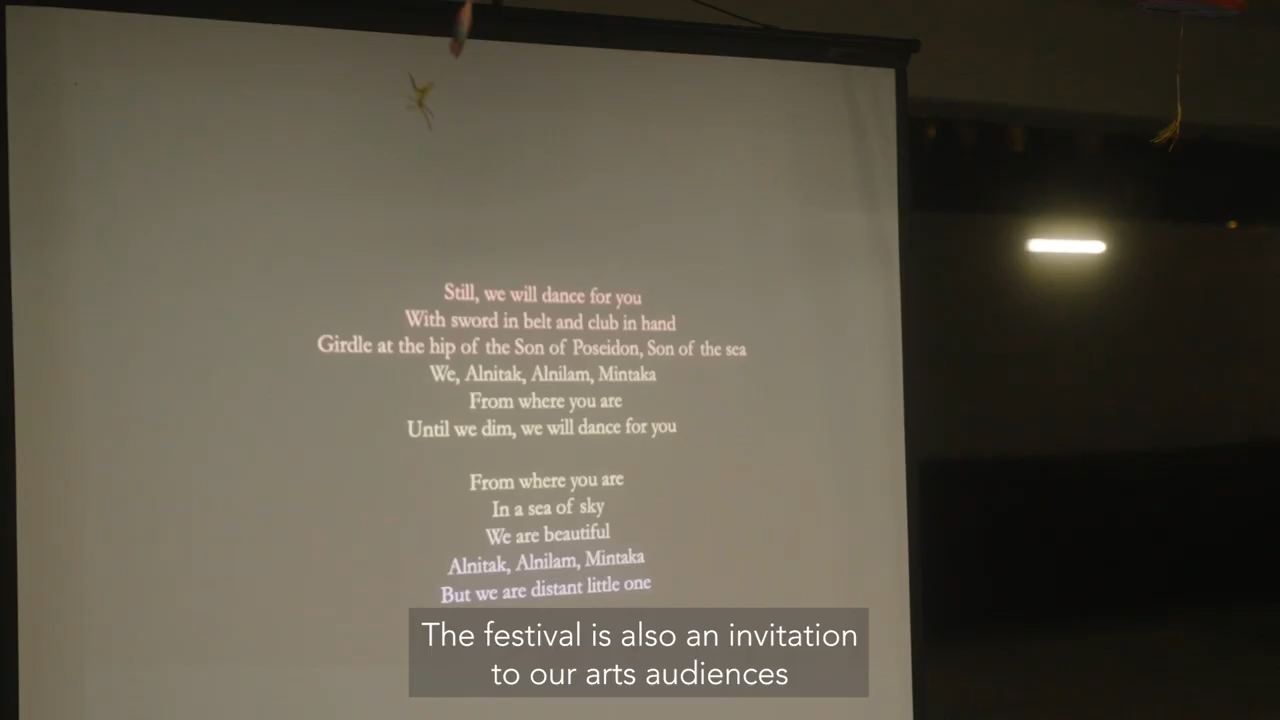 Still, we will dance for you
With sword in belt and club in hand
Girdle at the hip of the Son of Poseidon, Son of the sea
We, Alnitak, Alnilam, Mintaka
From where you are
Until we dim, we will dance for you
From where you are
In a sea of sky
We are beautiful
Alnitak, Alnilam, Mintaka
But we are distant little one
The festival is also an invitation
to our arts audiences